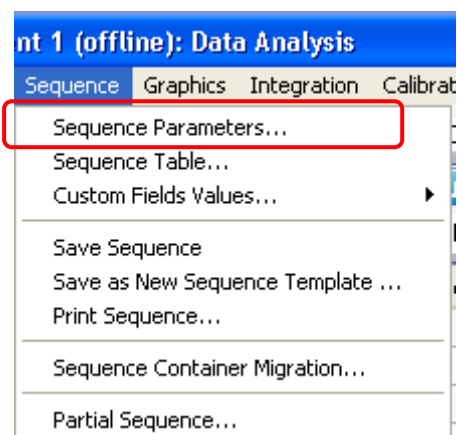 nt 1 (offline): Data Analysis
Sequence Graphics Integration Calibrat
Sequence Parameters...
Sequence Table...
Custom Fields Values...
Save Sequence
Save as New Sequence Template ...
Print Sequence...
Sequence Container Migration...
Partial Sequence...